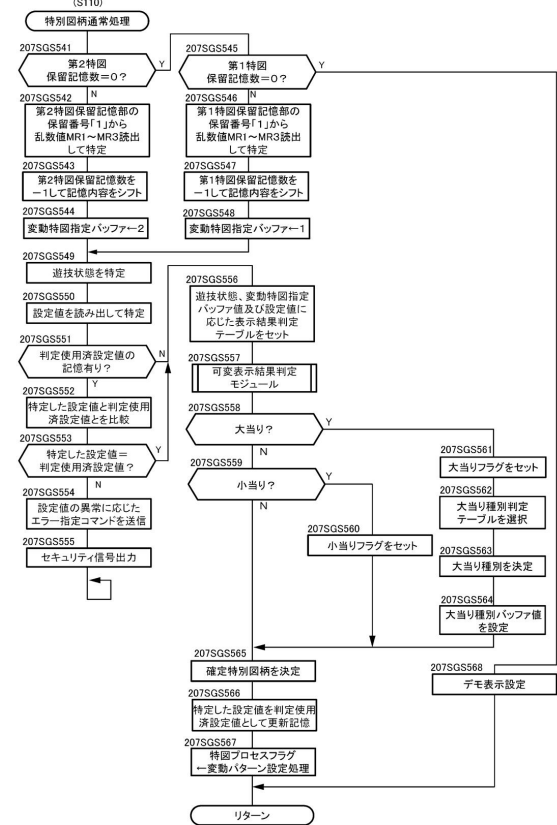 (S110)
特別図柄通常処理
207SGS541
第2特図
保留記憶数=0?
Y
N
207SGS542
第2特図保留記憶部の
保留番号「1」から
乱数値MR1～MR3読出
して特定
207SGS543
第2特図保留記憶数を
－1して記憶内容をシフト
207SGS544
変動特図指定バッファ←2
207SGS545
第1特図
保留記憶数=0?
Y
N
207SGS546
第1特図保留記憶部の
保留番号「1」から
乱数値MR1～MR3読出
して特定
207SGS547
第1特図保留記憶数を
－1して記憶内容をシフト
207SGS548
変動特図指定バッファ←1
207SGS549
遊技状態を特定
207SGS550
設定値を読み出して特定
207SGS551
判定使用済設定値の
記憶有り?
N
Y
207SGS552
特定した設定値と判定使用
済設定値とを比較
207SGS553
特定した設定値＝
判定使用済設定値?
Y
N
207SGS554
設定値の異常に応じた
エラー指定コマンドを送信
207SGS555
セキュリティ信号出力
207SGS556
遊技状態、変動特図指定
バッファ値及び設定値に
応じた表示結果判定
テーブルをセット
207SGS557
可変表示結果判定
モジュール
207SGS558
大当り?
Y
N
207SGS559
小当り?
Y
N
207SGS560
小当りフラグをセット
207SGS561
大当りフラグをセット
207SGS562
大当り種別判定
テーブルを選択
207SGS563
大当り種別を決定
207SGS564
大当り種別バッファ値
を設定
207SGS565
確定特別図柄を決定
207SGS566
特定した設定値を判定使用
済設定値として更新記憶
207SGS567
特図プロセスフラグ
←変動パターン設定処理
207SGS568
デモ表示設定
リターン